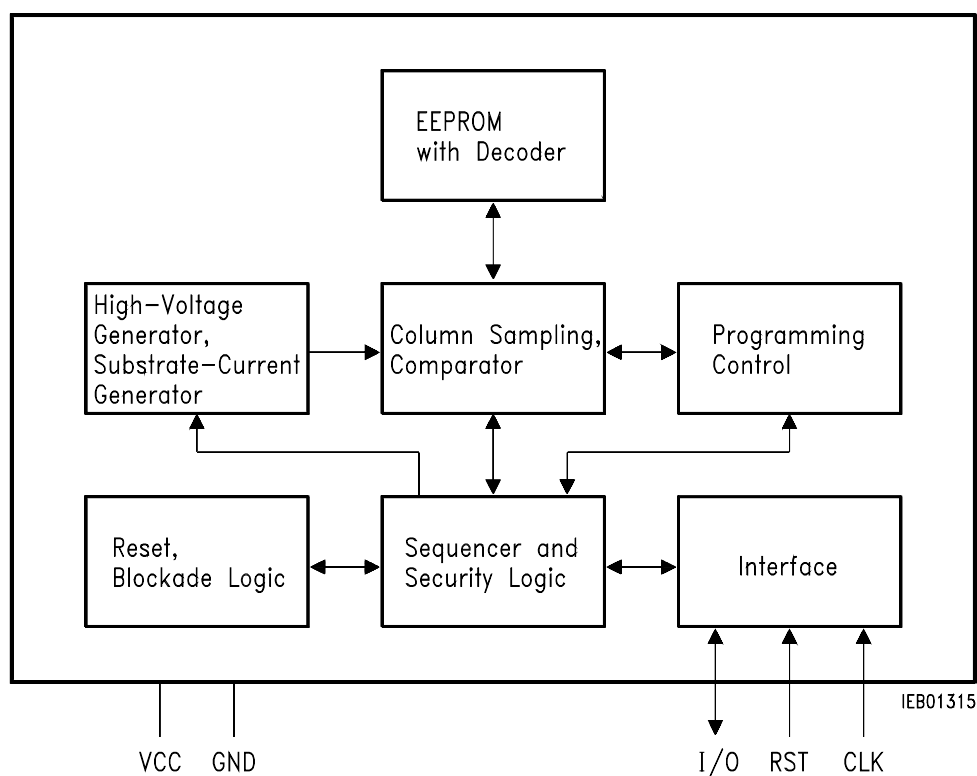 EEPROM
with Decoder
High-Voltage
Generator,
Substrate-Current
Generator
Column Sampling,
Comparator
Programming
Control
Reset,
Blockade Logic
Sequencer and
Security Logic
Interface
IEB01315
VCC GND I/O RST CLK